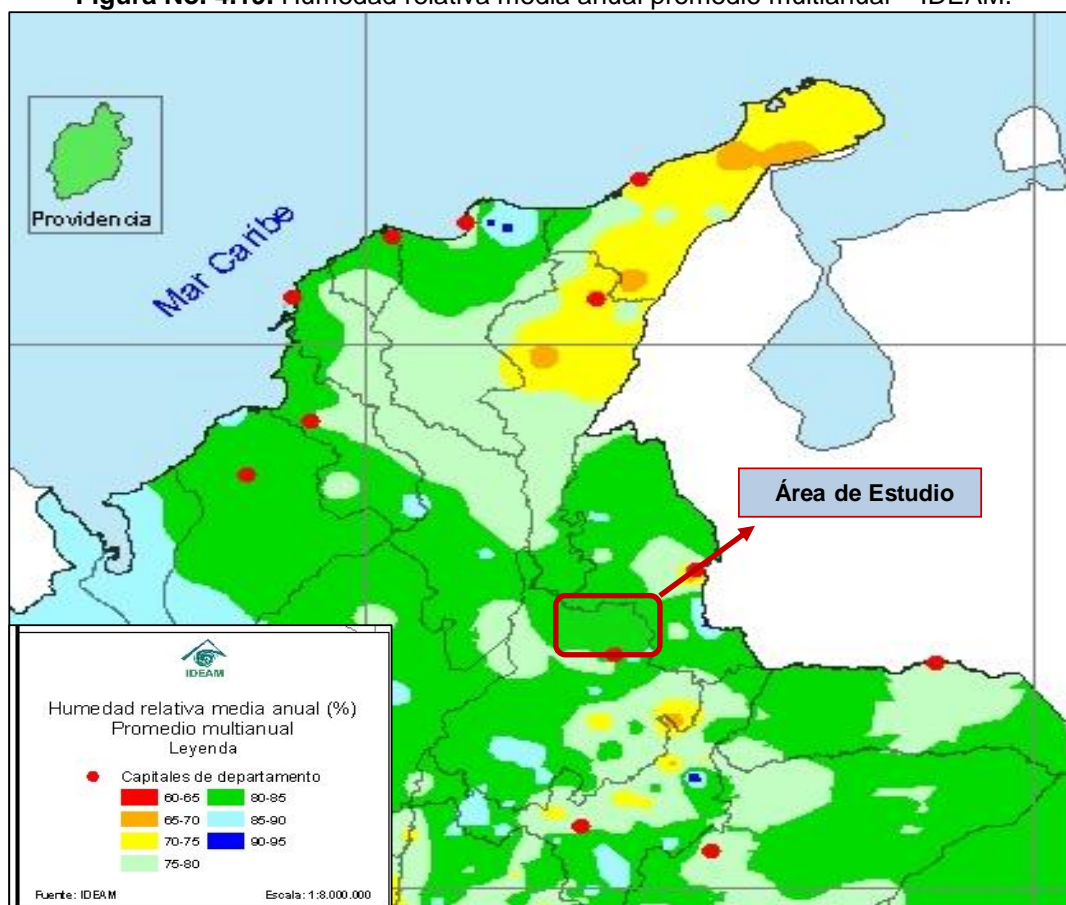 Figura No. 4.10. Humedad relativa media anual promedio multianual – IDEAM.
Providencia
Mar Caribe
Área de Estudio
IDEAM
Humedad relativa media anual (%)
Promedio multianual
Leyenda
Capitales de departamento
60-65 80-85
65-70 85-90
70-75 90-95
75-80
Fuente: IDEAM Escala: 1:8.000.000